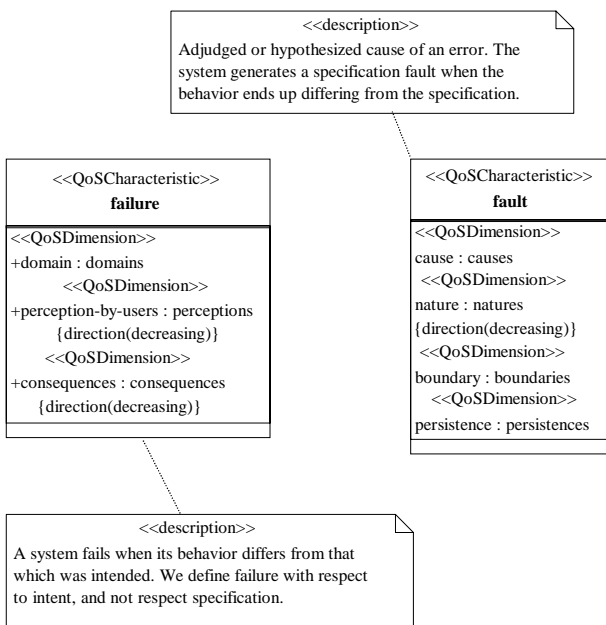 <<description>>
Adjudged or hypothesized cause of an error. The
system generates a specification fault when the
behavior ends up differing from the specification.
<<QoSCharacteristic>>
failure
<<QoSDimension>>
+domain : domains
<<QoSDimension>>
+perception-by-users : perceptions
{direction(decreasing)}
<<QoSDimension>>
+consequences : consequences
{direction(decreasing)}
<<QoSCharacteristic>>
fault
<<QoSDimension>>
cause : causes
<<QoSDimension>>
nature : natures
{direction(decreasing)}
<<QoSDimension>>
boundary : boundaries
<<QoSDimension>>
persistence : persistences
<<description>>
A system fails when its behavior differs from that
which was intended. We define failure with respect
to intent, and not respect specification.